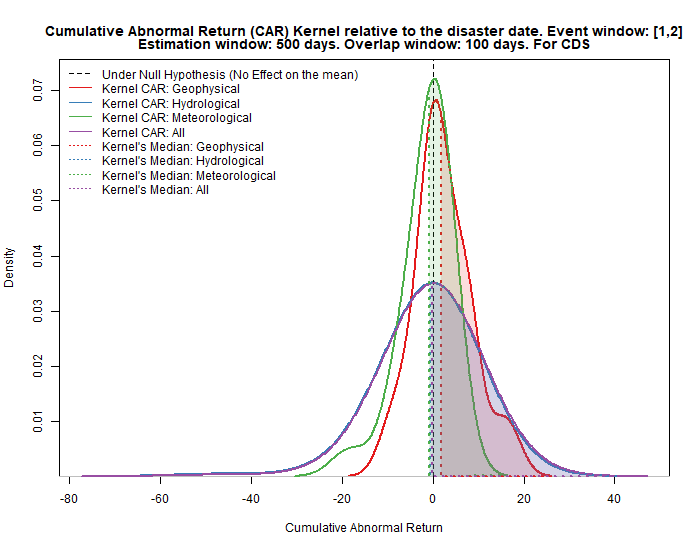 Cumulative Abnormal Return (CAR) Kernel relative to the disaster date. Event window: [1,2]
Estimation window: 500 days. Overlap window: 100 days. For CDS
Under Null Hypothesis (No Effect on the mean)
Kernel CAR: Geophysical
Kernel CAR: Hydrological
Kernel CAR: Meteorological
Kernel CAR: All
Kernel's Median: Geophysical
Kernel's Median: Hydrological
Kernel's Median: Meteorological
Kernel's Median: All
0.07
0.06
0.05
0.04
0.03
0.02
0.01
Density
-80 -60 -40 -20 0 20 40
Cumulative Abnormal Return